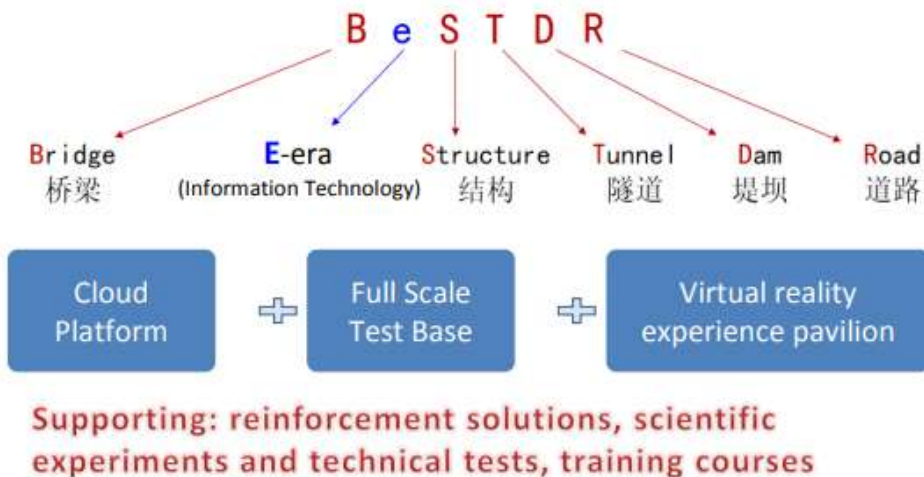 B e S T D R
Bridge E-era Structure Tunnel Dam Road
桥梁 (Information Technology) 结构 隧道 堤坝 道路
Cloud Platform
Full Scale Test Base
Virtual reality experience pavilion
Supporting: reinforcement solutions, scientific
experiments and technical tests, training courses